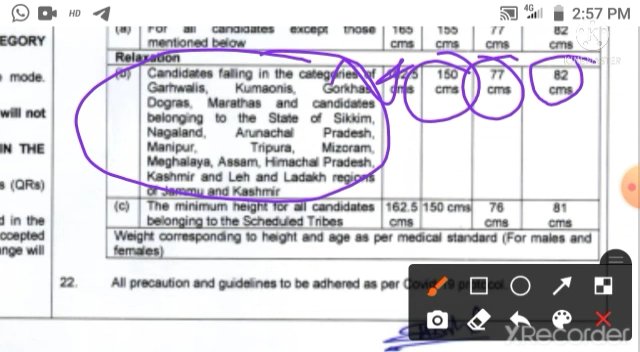 HD 4G 2:57 PM
(a) For all candidates except those mentioned below 165 cms 155 cms 77 cms 82 cms
EGORY
Relaxation
(b) Candidates falling in the categories of 150 cms 77 cms 82 cms
mode.
Garhwalis, Kumaonis, Gorkhas,
Dogras, Marathas and candidates
will not
belonging to the State of Sikkim,
Nagaland, Arunachal Pradesh,
Manipur, Tripura, Mizoram,
IN THE
Meghalaya, Assam, Himachal Pradesh,
Kashmir and Leh and Ladakh regions
s (QRs)
of Jammu and Kashmir
(c) The minimum height for all candidates 162.5 150 cms 76 81
d in the
belonging to the Scheduled Tribes cms cms cms
ccepted
Weight corresponding to height and age as per medical standard (For males and
nge will
females)
22. All precaution and guidelines to be adhered as per
XRecorder